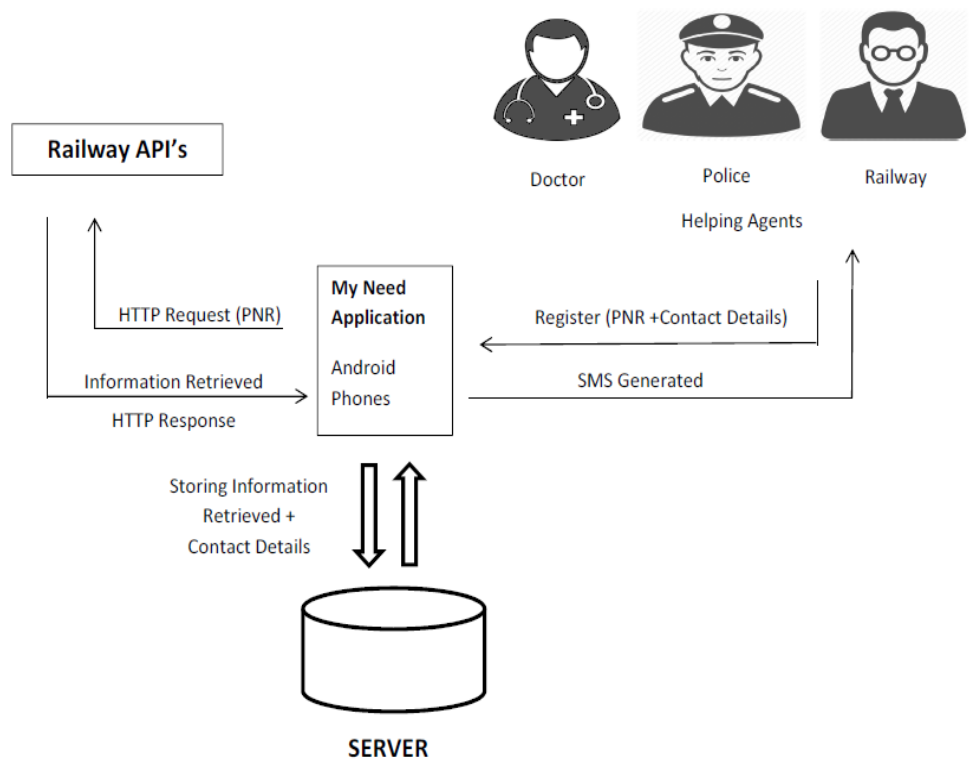 Railway API's
Doctor
Police
Railway
Helping Agents
HTTP Request (PNR)
Information Retrieved
HTTP Response
My Need
Application
Android
Phones
Register (PNR +Contact Details)
SMS Generated
Storing Information
Retrieved +
Contact Details
SERVER